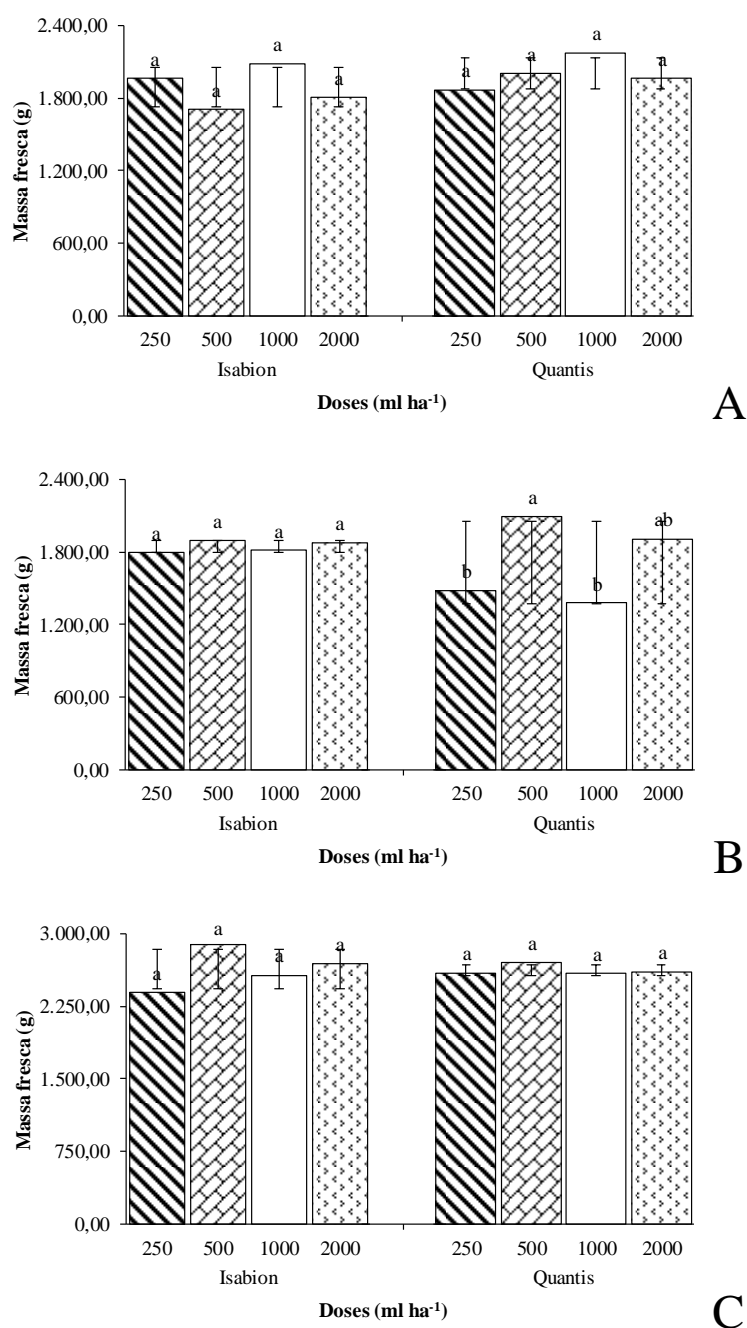 2.400,00
1.800,00
1.200,00
600,00
0,00
Massa fresca (g)
a a a a a a a a
250 500 1000 2000 250 500 1000 2000
Isabion Quantis
Doses (ml ha⁻¹)
A
2.400,00
1.800,00
1.200,00
600,00
0,00
Massa fresca (g)
a a a a b a b ab
250 500 1000 2000 250 500 1000 2000
Isabion Quantis
Doses (ml ha⁻¹)
B
3.000,00
2.250,00
1.500,00
750,00
0,00
Massa fresca (g)
a a a a a a a a
250 500 1000 2000 250 500 1000 2000
Isabion Quantis
Doses (ml ha⁻¹)
C